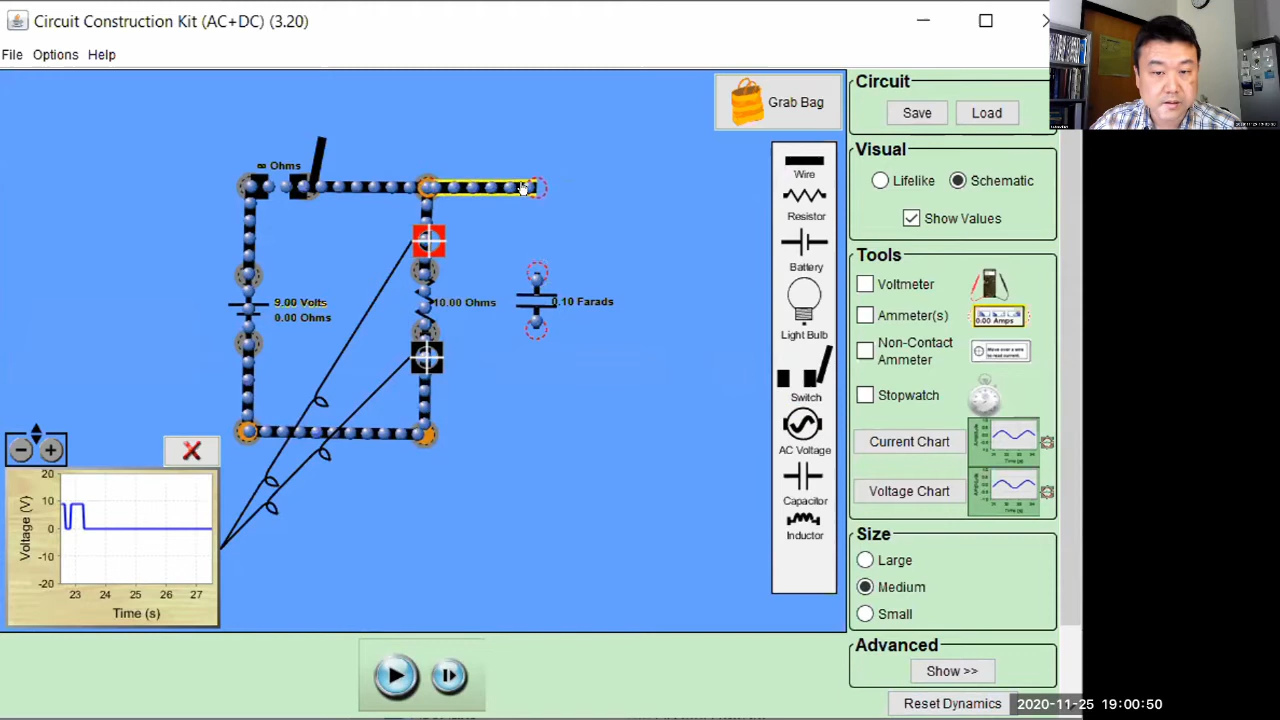 Circuit Construction Kit (AC+DC) (3.20)
File Options Help
Grab Bag
Circuit
Save Load
Visual
Lifelike Schematic
Show Values
Tools
Voltmeter
Ammeter(s)
0.00 Amps
Non-Contact
Ammeter
Stopwatch
Current Chart
Voltage Chart
Size
Large
Medium
Small
Advanced
Show >>
Reset Dynamics
Wire
Resistor
Battery
Light Bulb
Switch
AC Voltage
Capacitor
Inductor
∞ Ohms
9.00 Volts
0.00 Ohms
10.00 Ohms
0.10 Farads
Voltage (V)
20
10
0
-10
-20
23 24 25 26 27
Time (s)
2020-11-25 19:00:50